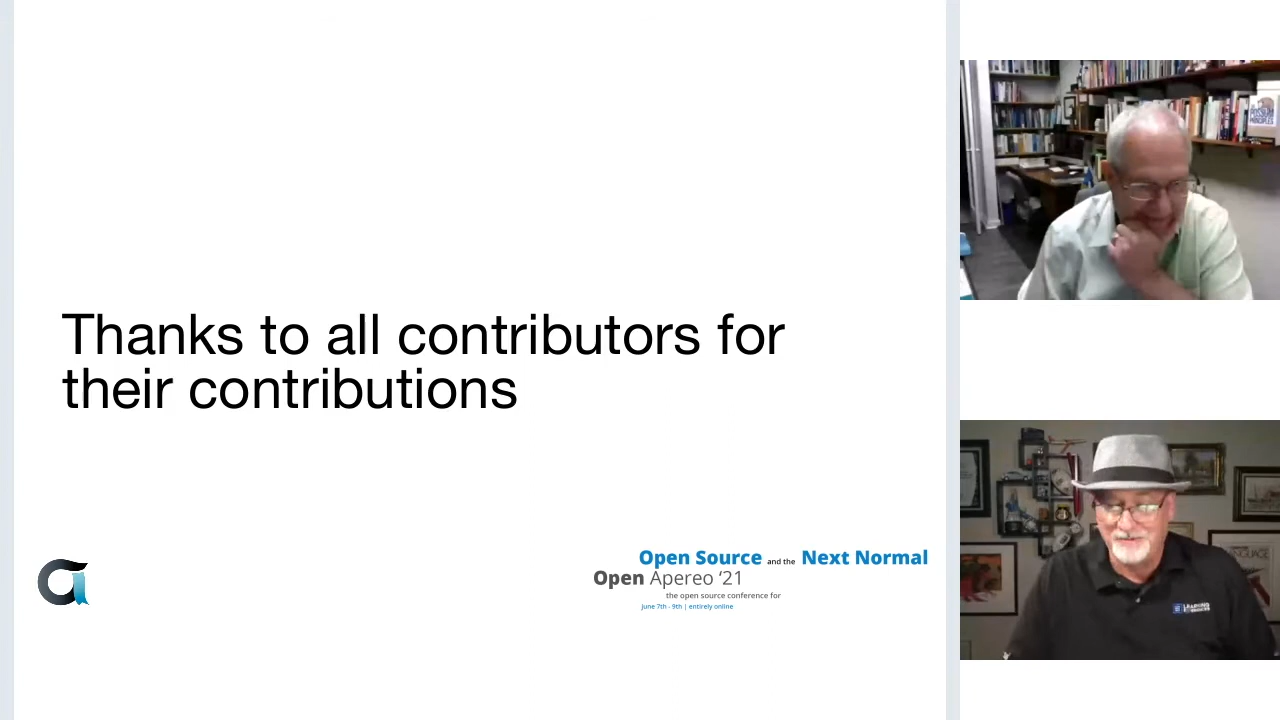 Thanks to all contributors for
their contributions
Open Source and the Next Normal
Open Apereo ‘21
the open source conference for
June 7th - 9th | entirely online